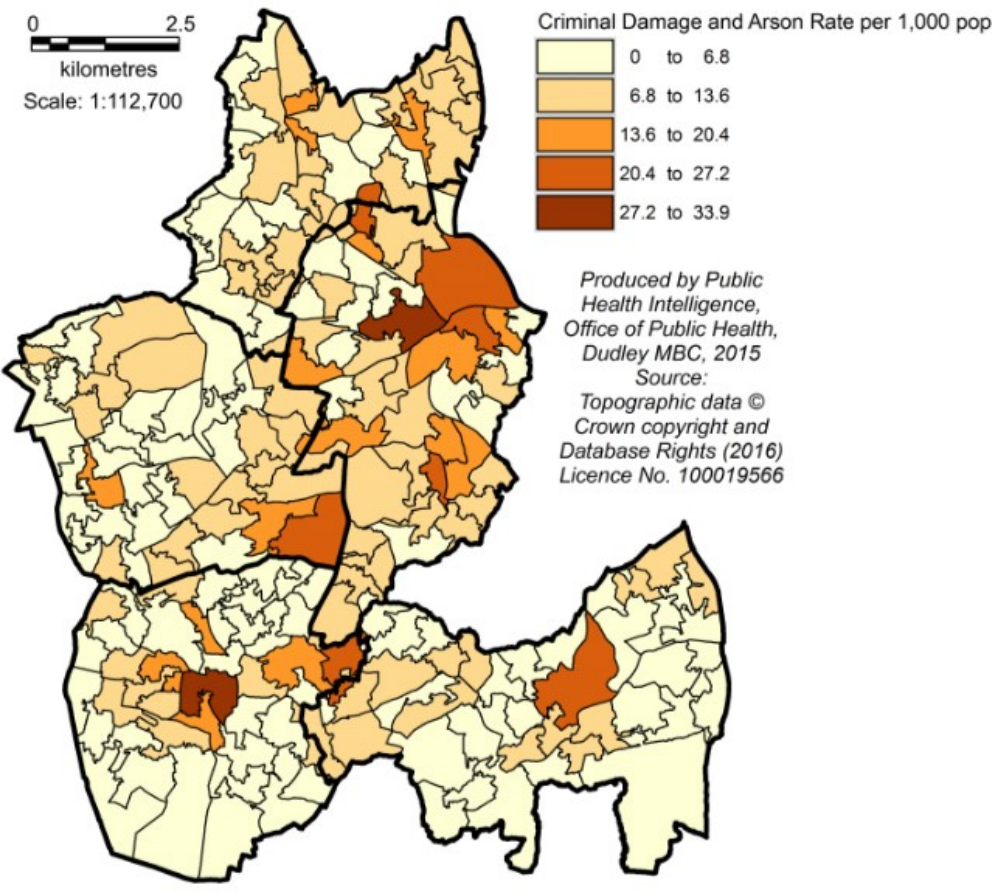 0 2.5
kilometres
Scale: 1:112,700
Criminal Damage and Arson Rate per 1,000 pop
0 to 6.8
6.8 to 13.6
13.6 to 20.4
20.4 to 27.2
27.2 to 33.9
Produced by Public
Health Intelligence,
Office of Public Health,
Dudley MBC, 2015
Source:
Topographic data ©
Crown copyright and
Database Rights (2016)
Licence No. 100019566